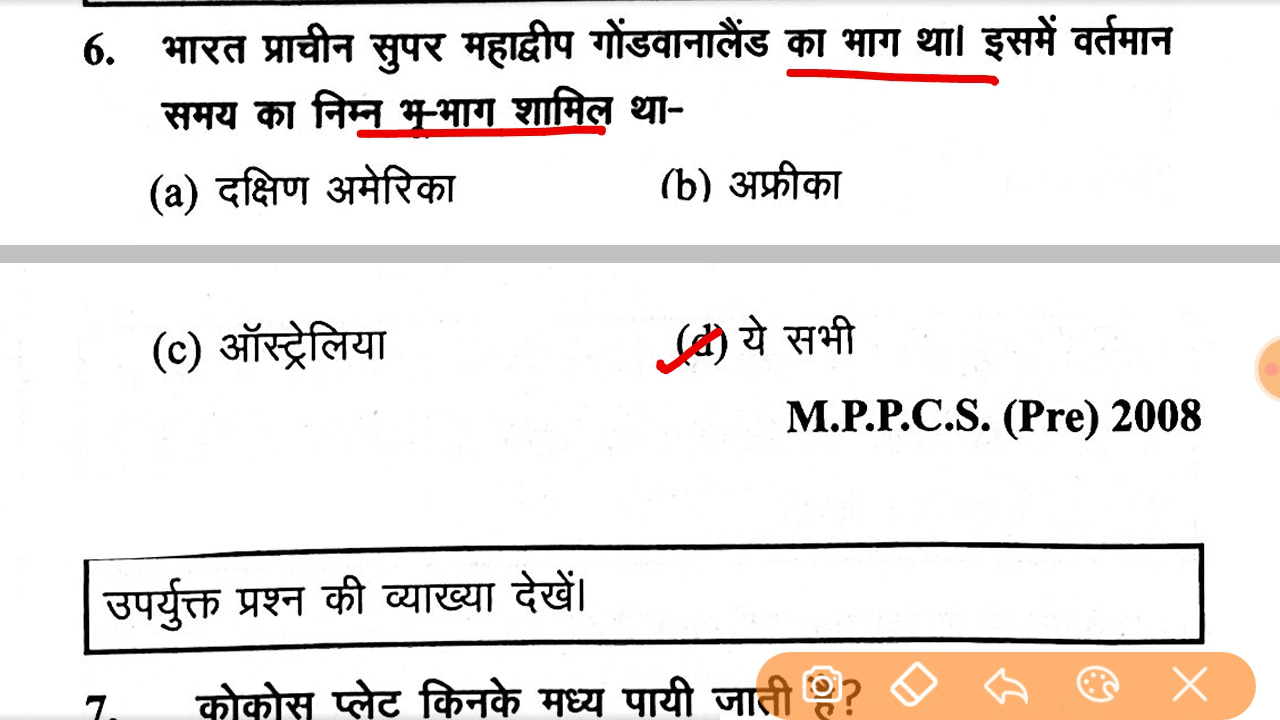 6. भारत प्राचीन सुपर महाद्वीप गोंडवानालैंड का भाग था। इसमें वर्तमान
समय का निम्न भू-भाग शामिल था-
(a) दक्षिण अमेरिका (b) अफ्रीका
(c) ऑस्ट्रेलिया (d) ये सभी
M.P.P.C.S. (Pre) 2008
उपर्युक्त प्रश्न की व्याख्या देखें।
7. कोकोस प्लेट किनके मध्य पायी जाती है?